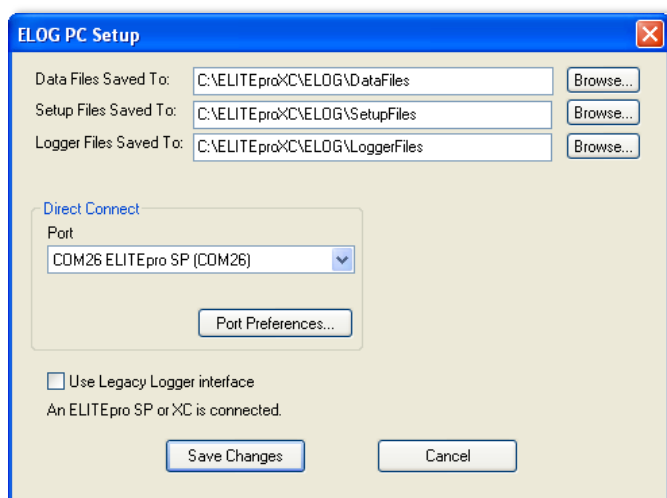 ELOG PC Setup
Data Files Saved To: C:\ELITEproXC\ELOG\DataFiles Browse...
Setup Files Saved To: C:\ELITEproXC\ELOG\SetupFiles Browse...
Logger Files Saved To: C:\ELITEproXC\ELOG\LoggerFiles Browse...
Direct Connect
Port
COM26 ELITEpro SP (COM26)
Port Preferences...
Use Legacy Logger interface
An ELITEpro SP or XC is connected.
Save Changes Cancel